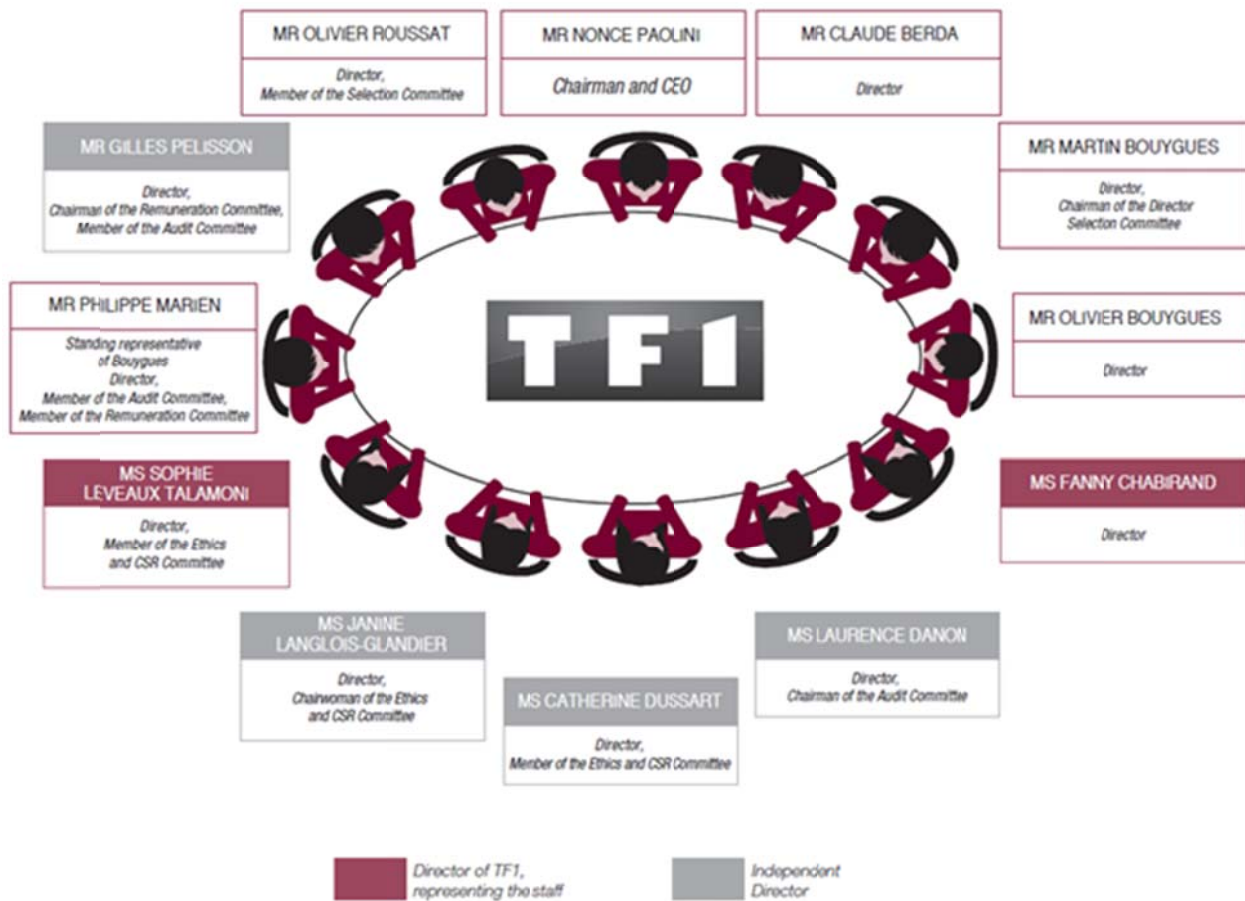 MR OLIVIER ROUSSAT
Director,
Member of the Selection Committee
MR NONCE PAOLINI
Chairman and CEO
MR CLAUDE BERDA
Director
MR GILLES PELISSON
Director,
Chairman of the Remuneration Committee,
Member of the Audit Committee
MR MARTIN BOUYGUES
Director,
Chairman of the Director
Selection Committee
MR PHILIPPE MARIEN
Standing representative
of Bouygues
Director,
Member of the Audit Committee,
Member of the Remuneration Committee
TF1
MR OLIVIER BOUYGUES
Director
MS SOPHIE
LEVEAUX TALAMONI
Director,
Member of the Ethics
and CSR Committee
MS FANNY CHABIRAND
Director
MS JANINE
LANGLOIS-GLANDIER
Director,
Chairwoman of the Ethics
and CSR Committee
MS CATHERINE DUSSART
Director,
Member of the Ethics and CSR Committee
MS LAURENCE DANON
Director,
Chairman of the Audit Committee
Director of TF1,
representing the staff
Independent
Director